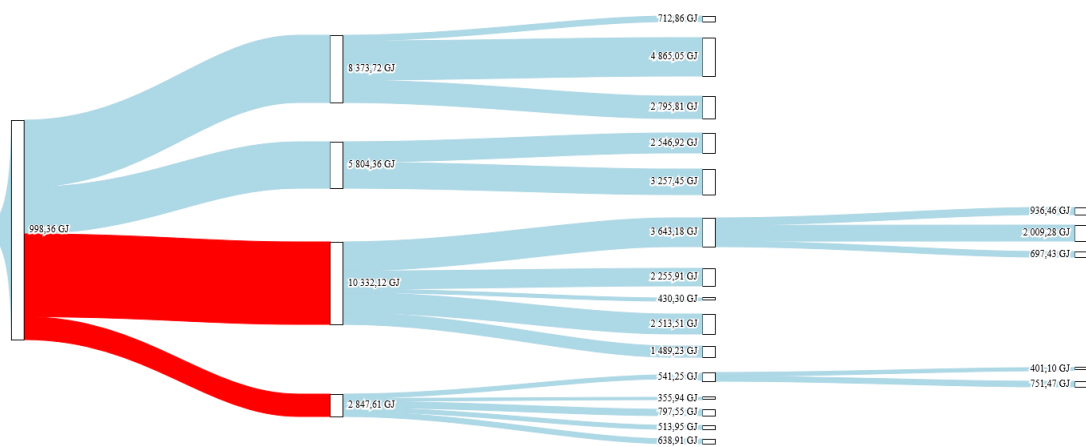 998,36 GJ
8 373,72 GJ
5 804,36 GJ
10 332,12 GJ
2 847,61 GJ
712,86 GJ
4 865,05 GJ
2 795,81 GJ
2 546,92 GJ
3 257,45 GJ
3 643,18 GJ
2 255,91 GJ
430,30 GJ
2 513,51 GJ
1 489,23 GJ
541,25 GJ
355,94 GJ
797,55 GJ
513,95 GJ
638,91 GJ
936,46 GJ
2 009,28 GJ
697,43 GJ
401,10 GJ
751,47 GJ